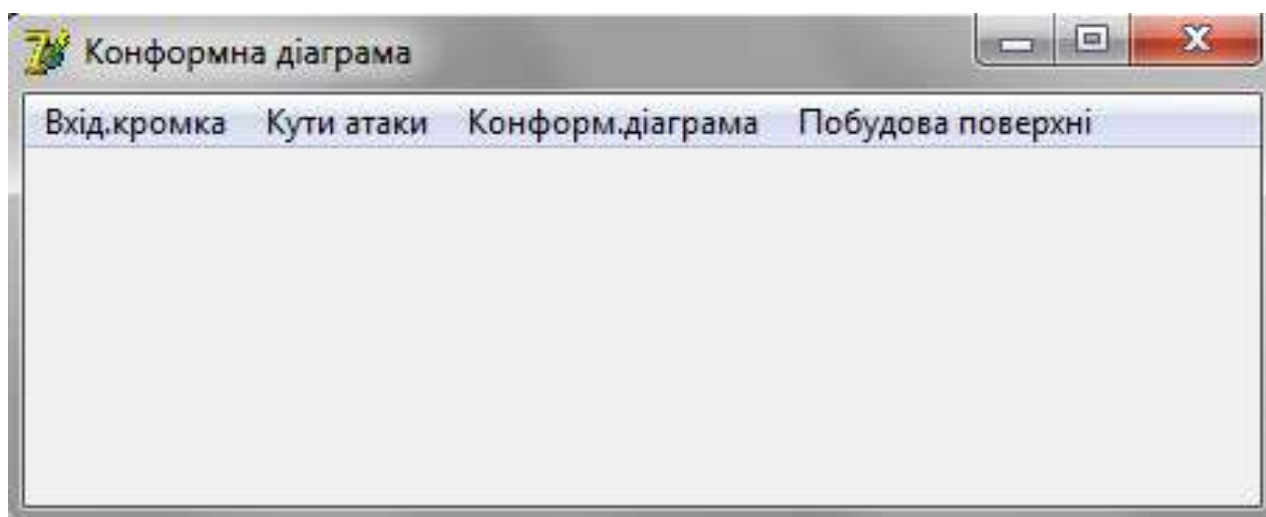 Конформна діаграма
Вхід.кромка Кути атаки Конформ.діаграма Побудова поверхні